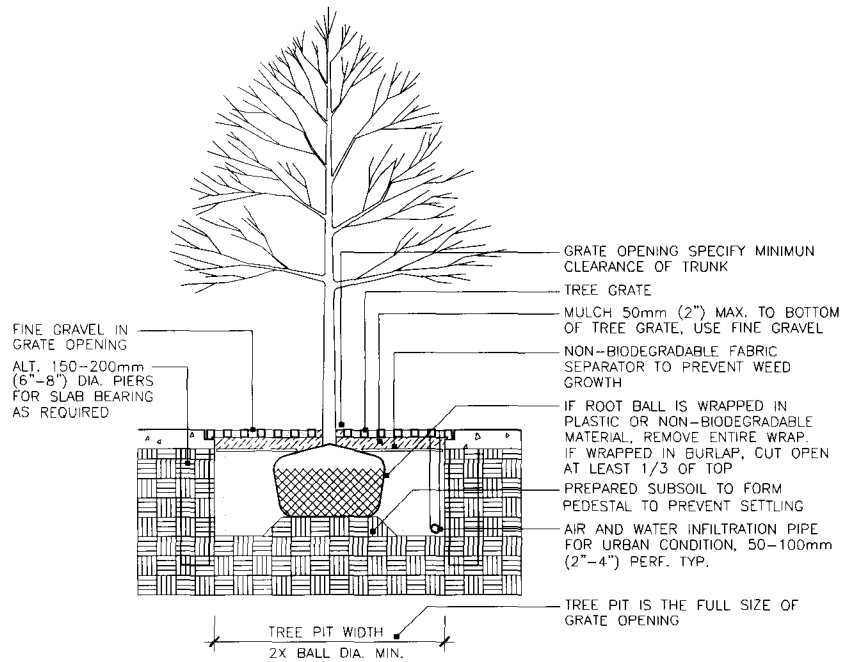 GRATE OPENING SPECIFY MINIMUN
CLEARANCE OF TRUNK
TREE GRATE
MULCH 50mm (2") MAX. TO BOTTOM
OF TREE GRATE, USE FINE GRAVEL
NON-BIODEGRADABLE FABRIC
SEPARATOR TO PREVENT WEED
GROWTH
IF ROOT BALL IS WRAPPED IN
PLASTIC OR NON-BIODEGRADABLE
MATERIAL, REMOVE ENTIRE WRAP.
IF WRAPPED IN BURLAP, CUT OPEN
AT LEAST 1/3 OF TOP
PREPARED SUBSOIL TO FORM
PEDESTAL TO PREVENT SETTLING
AIR AND WATER INFILTRATION PIPE
FOR URBAN CONDITION, 50-100mm
(2"-4") PERF. TYP.
TREE PIT IS THE FULL SIZE OF
GRATE OPENING
FINE GRAVEL IN
GRATE OPENING
ALT. 150-200mm
(6"-8") DIA. PIERS
FOR SLAB BEARING
AS REQUIRED
TREE PIT WIDTH
2X BALL DIA. MIN.